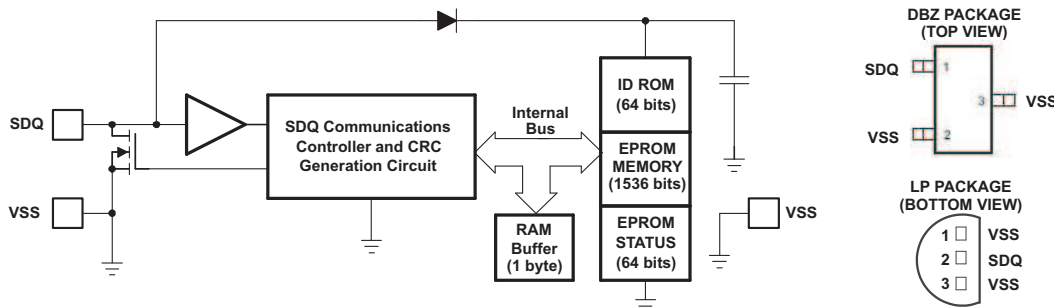 SDQ
VSS
SDQ Communications
Controller and CRC
Generation Circuit
Internal
Bus
RAM
Buffer
(1 byte)
ID ROM
(64 bits)
EPROM
MEMORY
(1536 bits)
EPROM
STATUS
(64 bits)
VSS
DBZ PACKAGE
(TOP VIEW)
SDQ
1
3
VSS
VSS
2
LP PACKAGE
(BOTTOM VIEW)
1 VSS
2 SDQ
3 VSS